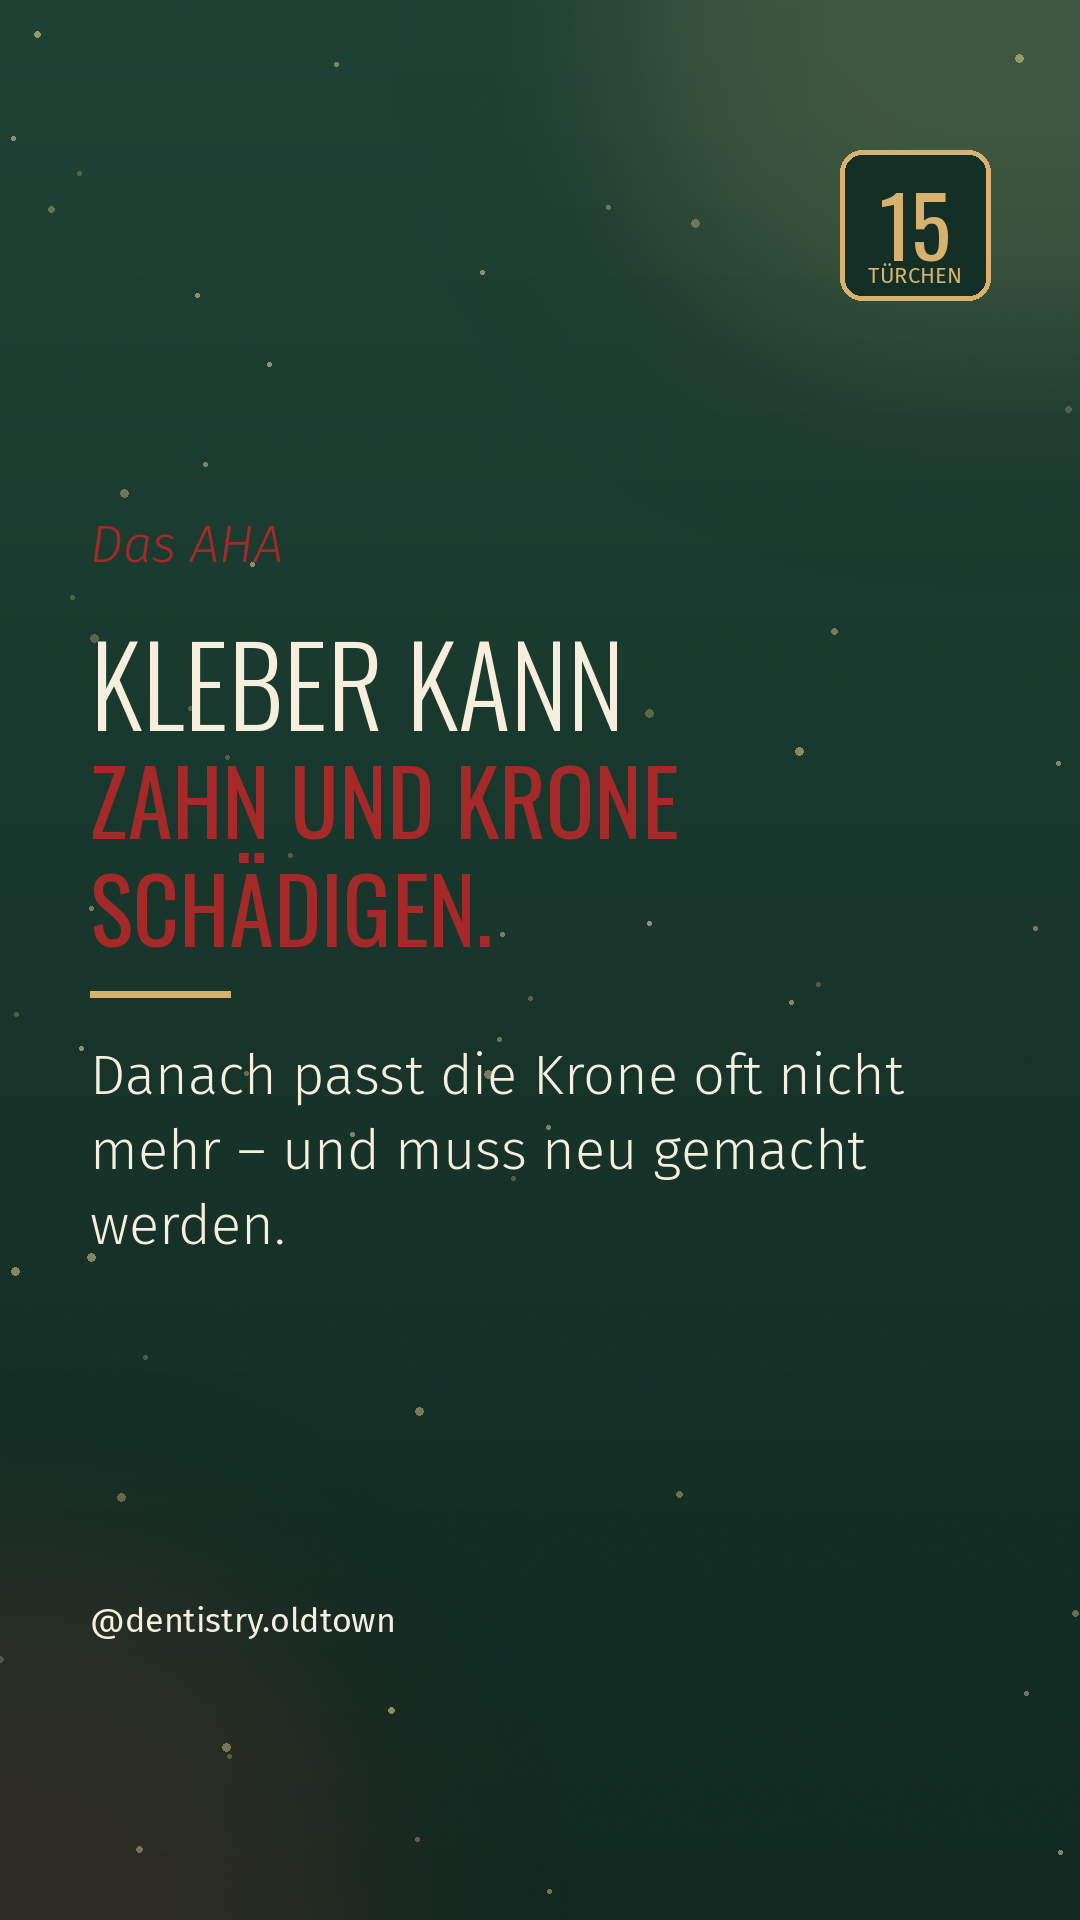 15
TÜRCHEN
Das AHA
KLEBER KANN
ZAHN UND KRONE
SCHÄDIGEN.
Danach passt die Krone oft nicht
mehr – und muss neu gemacht
werden.
@dentistry.oldtown